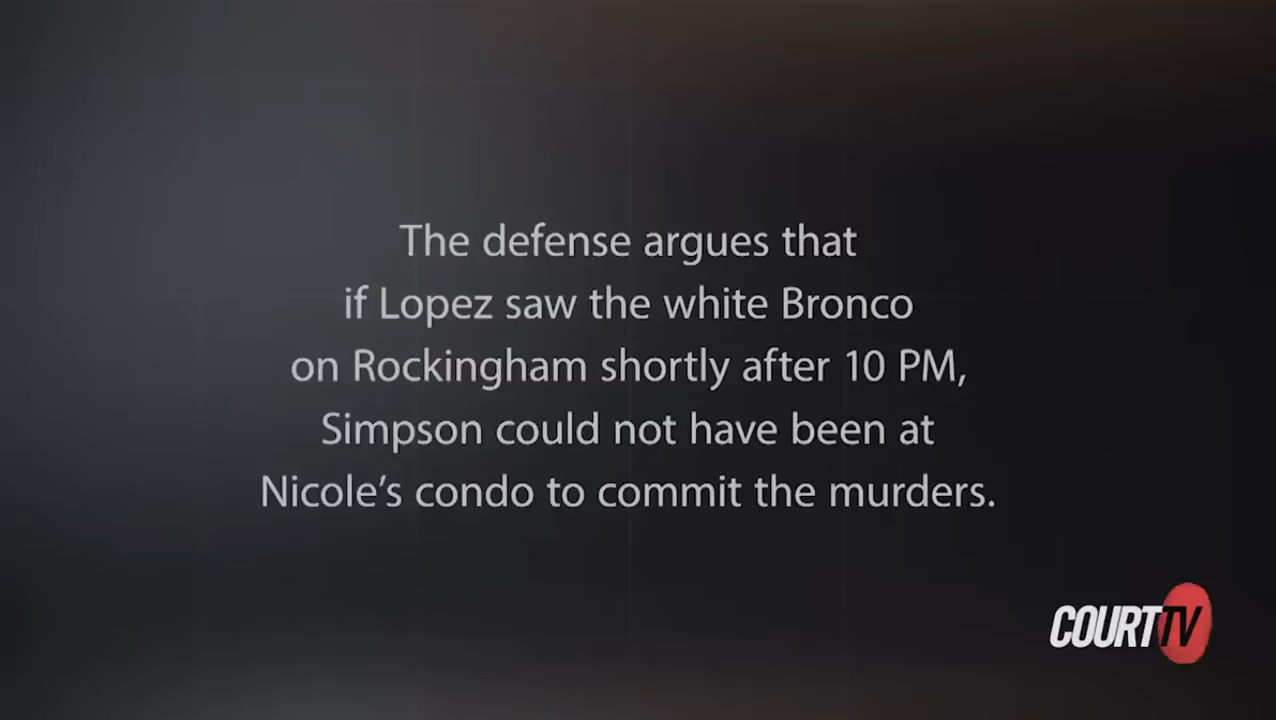 The defense argues that
if Lopez saw the white Bronco
on Rockingham shortly after 10 PM,
Simpson could not have been at
Nicole’s condo to commit the murders.
COURT TV